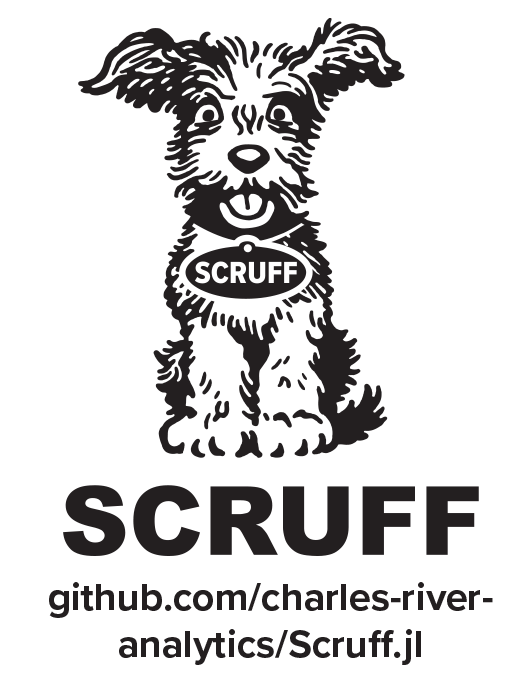 SCRUFF
SCRUFF
github.com/charles-river-
analytics/Scruff.jl